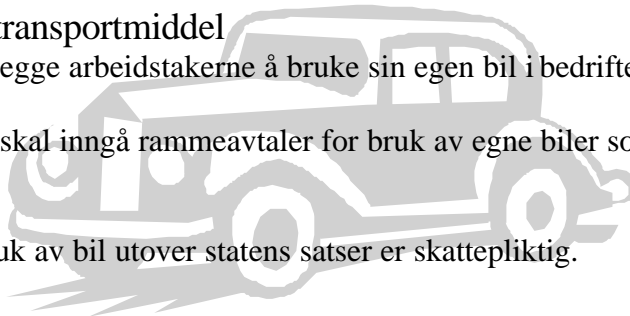 transportmiddel
egge arbeidstakerne å bruke sin egen bil i bedrifte
skal inngå rammeavtaler for bruk av egne biler so
uk av bil utover statens satser er skattepliktig.